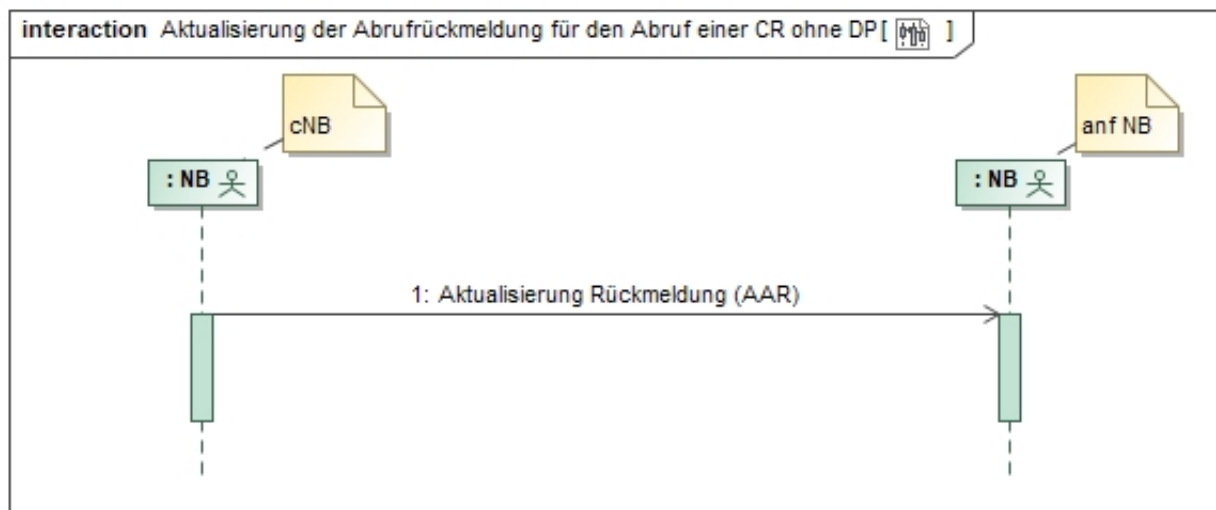 interaction Aktualisierung der Abrufrückmeldung für den Abruf einer CR ohne DP[ ]
cNB
anf NB
: NB
: NB
1: Aktualisierung Rückmeldung (AAR)